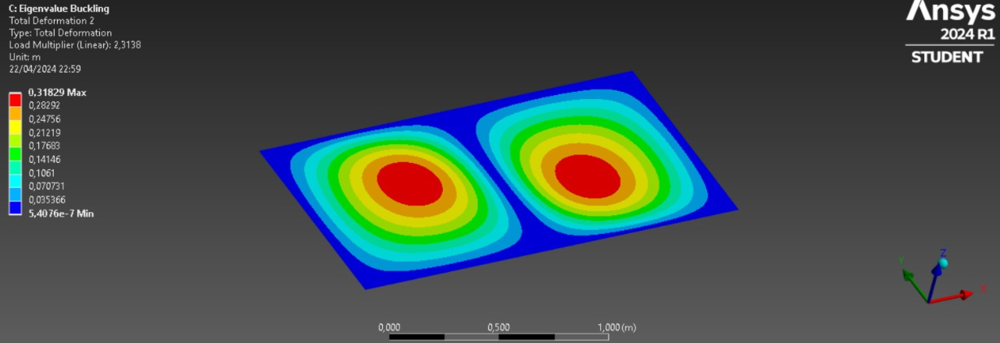 C: Eigenvalue Buckling
Total Deformation 2
Type: Total Deformation
Load Multiplier (Linear): 2,3138
Unit: m
22/04/2024 22:59
0,31829 Max
0,28292
0,24756
0,21219
0,17683
0,14146
0,1061
0,070731
0,035366
5,4076e-7 Min
Ansys
2024 R1
STUDENT
Z
Y
X
0,000 0,500 1,000 (m)